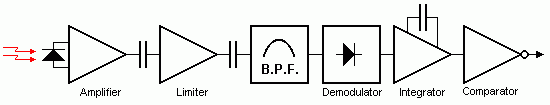 B.P.F.
Amplifier
Limiter
Demodulator
Integrator
Comparator